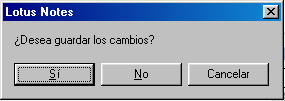 Lotus Notes
¿Desea guardar los cambios?
Sí No Cancelar